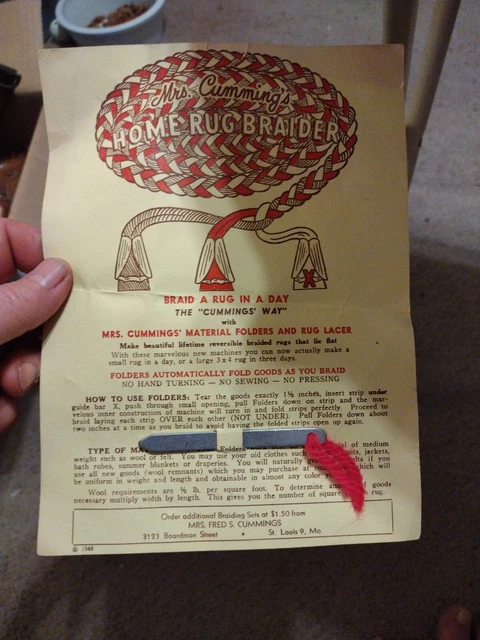 Mrs. Cumming's
HOME RUG BRAIDER
X
BRAID A RUG IN A DAY
THE "CUMMINGS' WAY"
with
MRS. CUMMINGS' MATERIAL FOLDERS AND RUG LACER
Make beautiful lifetime reversible braided rugs that lie flat
With these marvelous new machines you can now actually make a
small rug in a day, or a large 3 x 4 rug in three days.
FOLDERS AUTOMATICALLY FOLD GOODS AS YOU BRAID
NO HAND TURNING — NO SEWING — NO PRESSING
HOW TO USE FOLDERS: Tear the goods exactly 1½ inches, insert strip under
guide bar X, push through small opening, pull Folders down on strip and the mar-
velous inner construction of machine will turn in and fold strips perfectly. Proceed to
braid laying each strip OVER each other (NOT UNDER). Pull Folders down about
two inches at a time as you braid to avoid having the folded strips open up again.
TYPE OF Folders of medium
weight such as wool or felt. You may use your old clothes such suits, jackets,
bath robes, summer blankets or draperies. You will naturally if you
use all new goods (wool remnants) which you may purchase at which will
be uniform in weight and length and obtainable in almost any color
Wool requirements are ½ lb. per square foot. To determine goods
necessary multiply width by length. This gives you the number of square rug.
Order additional Braiding Sets at $1.50 from
MRS. FRED S. CUMMINGS
3123 Boardman Street • St. Louis 9, Mo.
© 1948